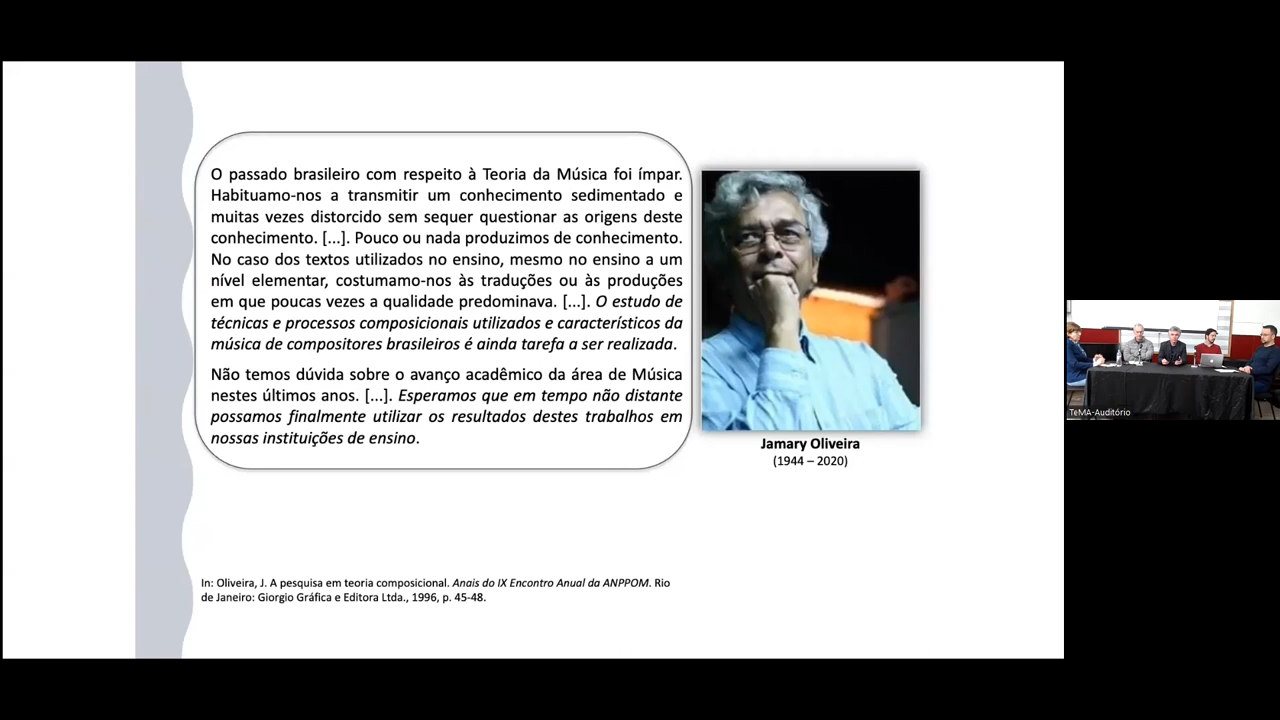 O passado brasileiro com respeito à Teoria da Música foi ímpar.
Habituamo-nos a transmitir um conhecimento sedimentado e
muitas vezes distorcido sem sequer questionar as origens deste
conhecimento. [...]. Pouco ou nada produzimos de conhecimento.
No caso dos textos utilizados no ensino, mesmo no ensino a um
nível elementar, costumamo-nos às traduções ou às produções
em que poucas vezes a qualidade predominava. [...]. O estudo de
técnicas e processos composicionais utilizados e característicos da
música de compositores brasileiros é ainda tarefa a ser realizada.
Não temos dúvida sobre o avanço acadêmico da área de Música
nestes últimos anos. [...]. Esperamos que em tempo não distante
possamos finalmente utilizar os resultados destes trabalhos em
nossas instituições de ensino.
Jamary Oliveira
(1944 – 2020)
TeMA-Auditório
In: Oliveira, J. A pesquisa em teoria composicional. Anais do IX Encontro Anual da ANPPOM. Rio
de Janeiro: Giorgio Gráfica e Editora Ltda., 1996, p. 45-48.